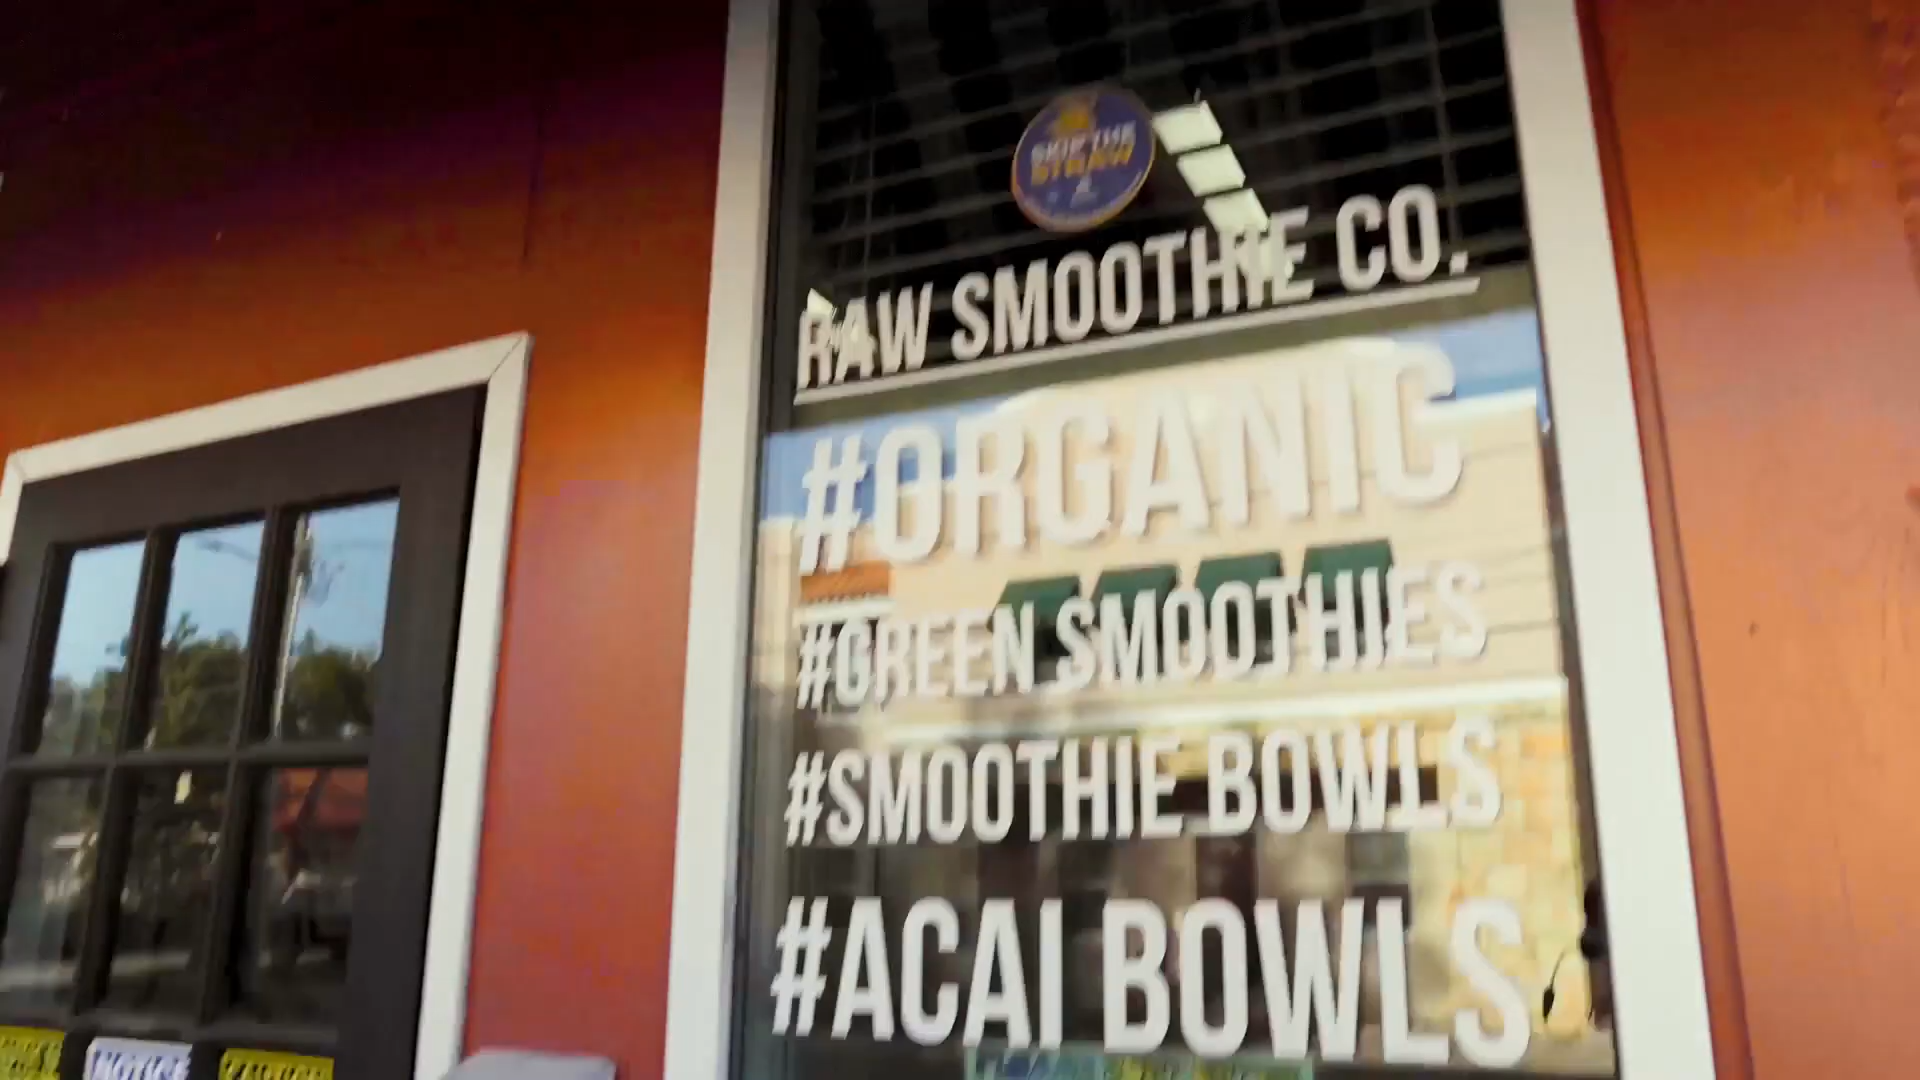 SKIP THE
STRAW
RAW SMOOTHIE CO.
#ORGANIC
#GREEN SMOOTHIES
#SMOOTHIE BOWLS
#ACAI BOWLS
NOTICE